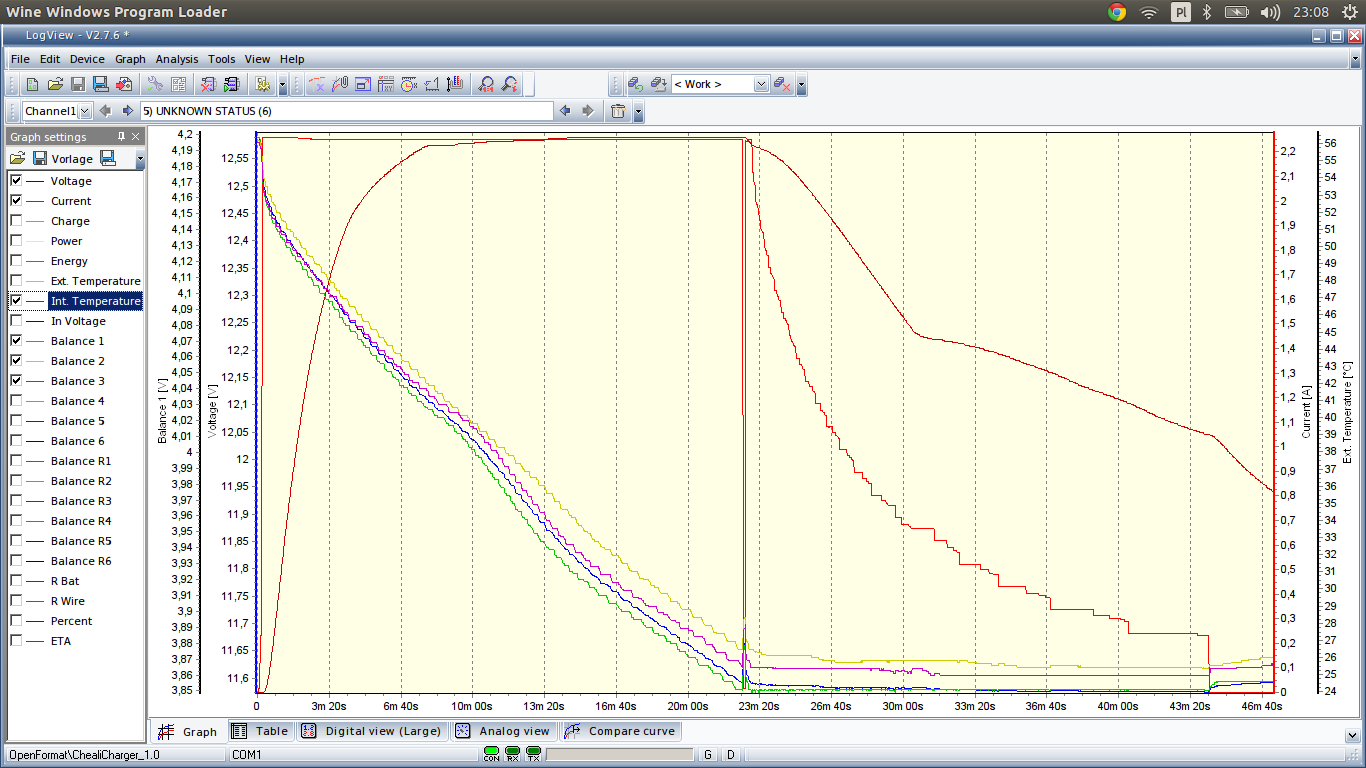 Wine Windows Program Loader
Pl
23:08
LogView - V2.7.6 *
File Edit Device Graph Analysis Tools View Help
< Work >
Channel1
5) UNKNOWN STATUS (6)
Graph settings
Vorlage
Voltage
Current
Charge
Power
Energy
Ext. Temperature
Int. Temperature
In Voltage
Balance 1
Balance 2
Balance 3
Balance 4
Balance 5
Balance 6
Balance R1
Balance R2
Balance R3
Balance R4
Balance R5
Balance R6
R Bat
R Wire
Percent
ETA
Balance 1 [V]
4,2
4,19
4,18
4,17
4,16
4,15
4,14
4,13
4,12
4,11
4,1
4,09
4,08
4,07
4,06
4,05
4,04
4,03
4,02
4,01
4
3,99
3,98
3,97
3,96
3,95
3,94
3,93
3,92
3,91
3,9
3,89
3,88
3,87
3,86
3,85
Voltage [V]
12,55
12,5
12,45
12,4
12,35
12,3
12,25
12,2
12,15
12,1
12,05
12
11,95
11,9
11,85
11,8
11,75
11,7
11,65
11,6
2,2
2,1
2
1,9
1,8
1,7
1,6
1,5
1,4
1,3
1,2
1,1
1
0,9
0,8
0,7
0,6
0,5
0,4
0,3
0,2
0,1
0
Current [A]
56
55
54
53
52
51
50
49
48
47
46
45
44
43
42
41
40
39
38
37
36
35
34
33
32
31
30
29
28
27
26
25
24
Ext. Temperature [°C]
0 3m 20s 6m 40s 10m 00s 13m 20s 16m 40s 20m 00s 23m 20s 26m 40s 30m 00s 33m 20s 36m 40s 40m 00s 43m 20s 46m 40s
Graph Table Digital view (Large) Analog view Compare curve
OpenFormat\ChealiCharger_1.0 COM1 CON RX TX G D